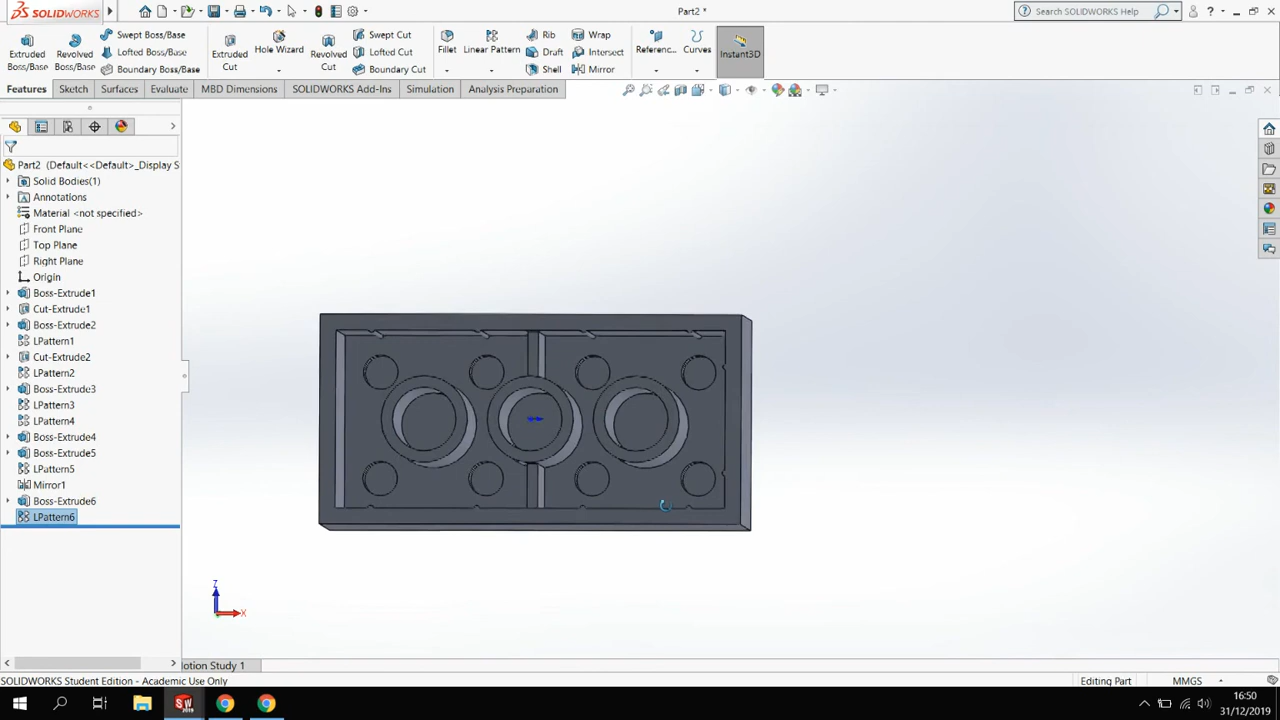 SOLIDWORKS
Part2 *
Search SOLIDWORKS Help
Extruded Boss/Base
Revolved Boss/Base
Swept Boss/Base
Lofted Boss/Base
Boundary Boss/Base
Extruded Cut
Hole Wizard
Revolved Cut
Swept Cut
Lofted Cut
Boundary Cut
Fillet
Linear Pattern
Rib
Draft
Shell
Wrap
Intersect
Mirror
Referenc...
Curves
Instant3D
Features
Sketch
Surfaces
Evaluate
MBD Dimensions
SOLIDWORKS Add-Ins
Simulation
Analysis Preparation
Part2 (Default<<Default>_Display S
Solid Bodies(1)
Annotations
Material <not specified>
Front Plane
Top Plane
Right Plane
Origin
Boss-Extrude1
Cut-Extrude1
Boss-Extrude2
LPattern1
Cut-Extrude2
LPattern2
Boss-Extrude3
LPattern3
LPattern4
Boss-Extrude4
Boss-Extrude5
LPattern5
Mirror1
Boss-Extrude6
LPattern6
Z
X
otion Study 1
SOLIDWORKS Student Edition - Academic Use Only
Editing Part
MMGS
SW
2019
16:50
31/12/2019